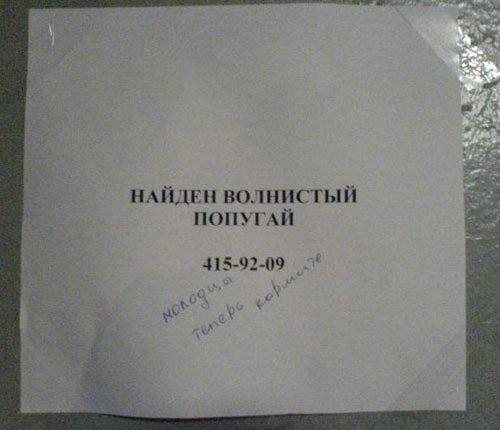 НАЙДЕН ВОЛНИСТЫЙ
ПОПУГАЙ
415-92-09
молодцы
теперь кормите